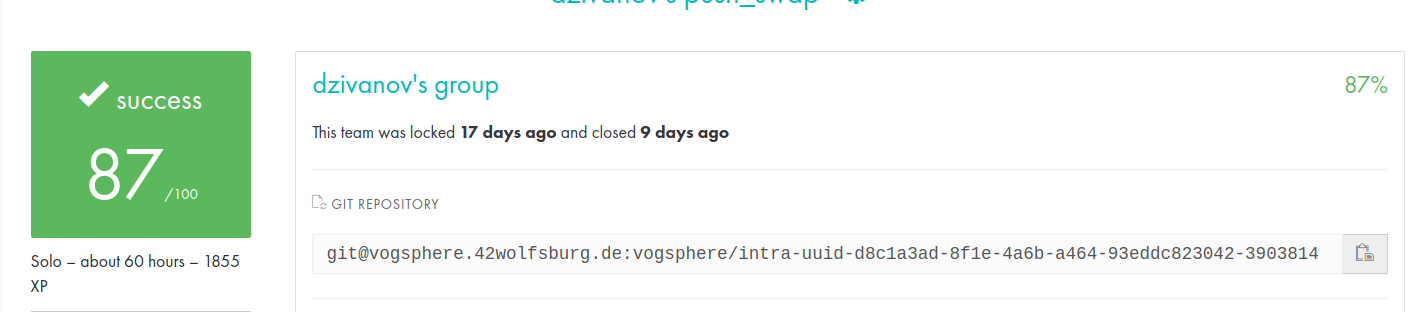 dzivanov's push_swap
success
87 /100
Solo – about 60 hours – 1855
XP
dzivanov's group
87%
This team was locked 17 days ago and closed 9 days ago
GIT REPOSITORY
git@vogsphere.42wolfsburg.de:vogsphere/intra-uuid-d8c1a3ad-8f1e-4a6b-a464-93eddc823042-3903814